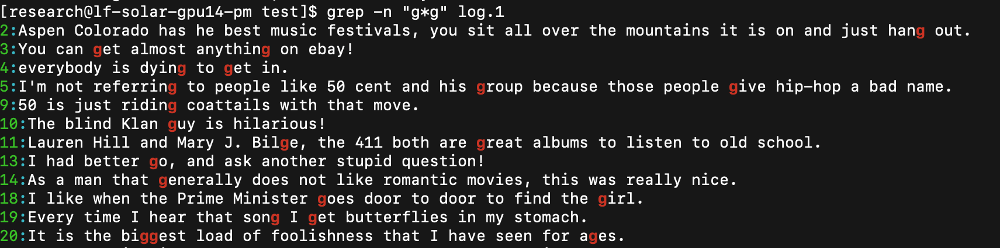 [research@lf-solar-gpu14-pm test]$ grep -n "g*g" log.1
2:Aspen Colorado has he best music festivals, you sit all over the mountains it is on and just hang out.
3:You can get almost anything on ebay!
4:everybody is dying to get in.
5:I'm not referring to people like 50 cent and his group because those people give hip-hop a bad name.
9:50 is just riding coattails with that move.
10:The blind Klan guy is hilarious!
11:Lauren Hill and Mary J. Bilge, the 411 both are great albums to listen to old school.
13:I had better go, and ask another stupid question!
14:As a man that generally does not like romantic movies, this was really nice.
18:I like when the Prime Minister goes door to door to find the girl.
19:Every time I hear that song I get butterflies in my stomach.
20:It is the biggest load of foolishness that I have seen for ages.